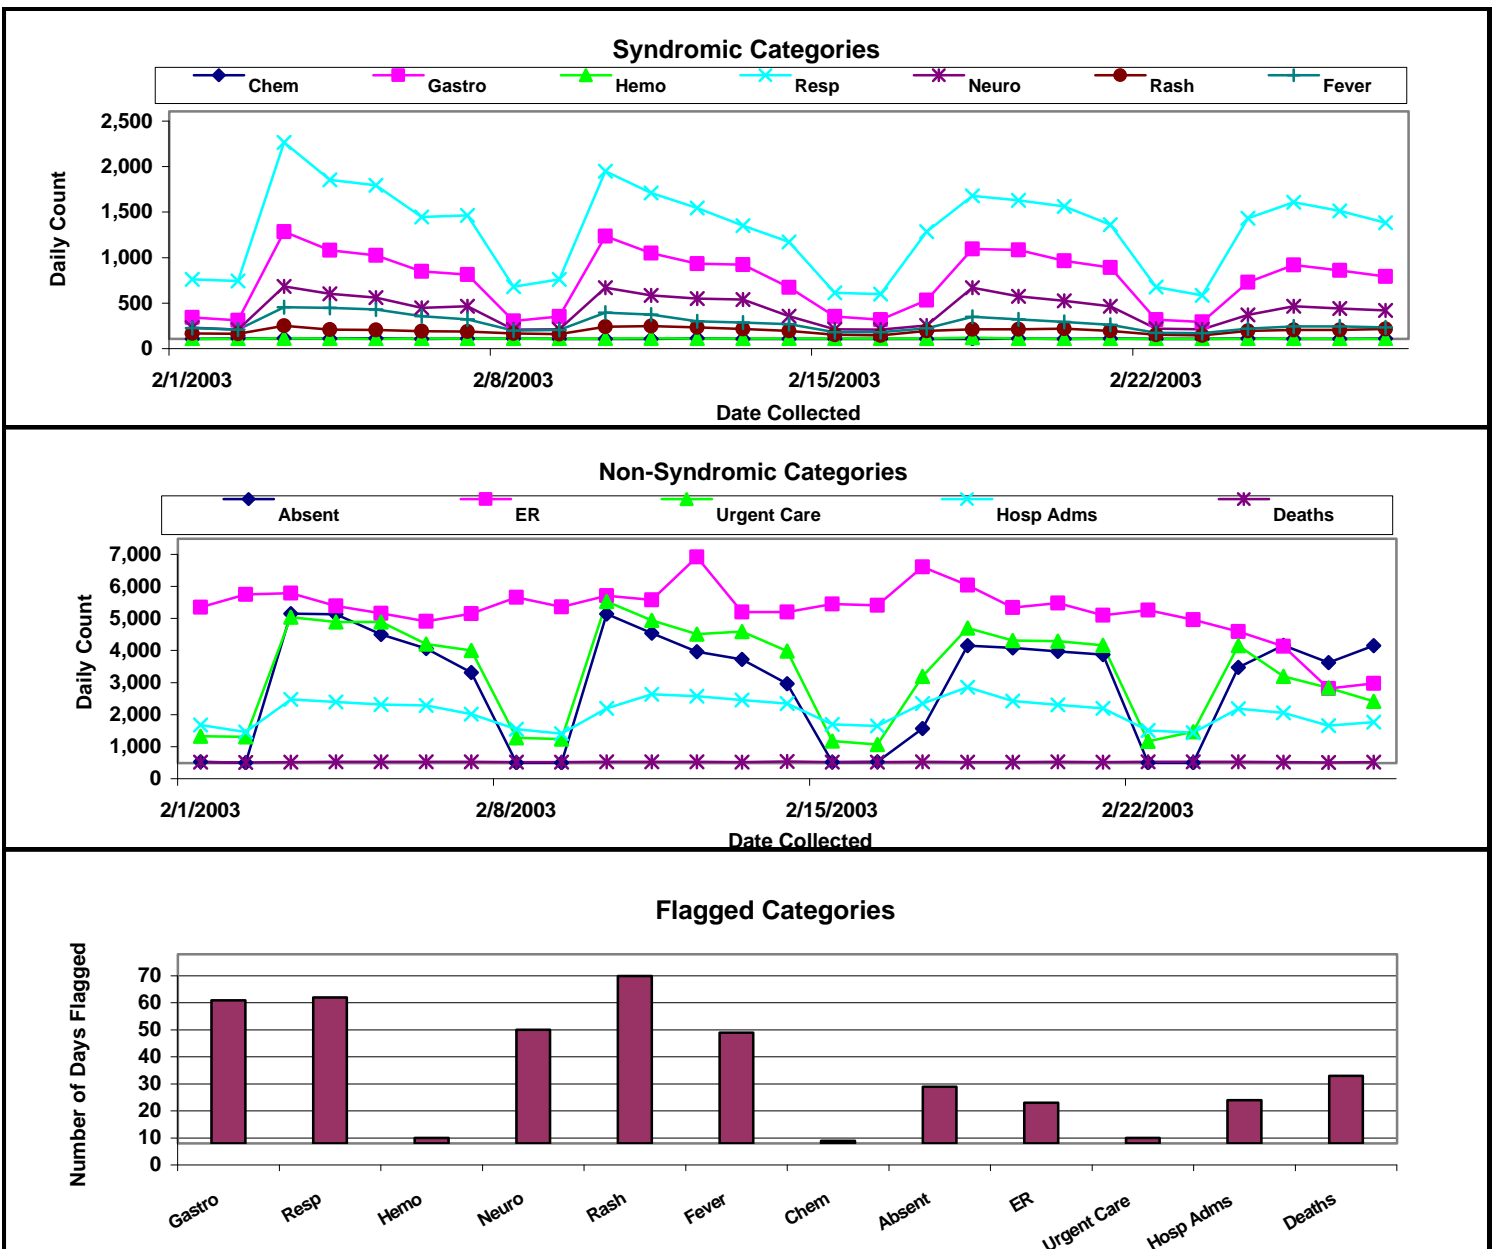 Syndromic Categories
Chem Gastro Hemo Resp Neuro Rash Fever
Daily Count
2,500
2,000
1,500
1,000
500
0
2/1/2003 2/8/2003 2/15/2003 2/22/2003
Date Collected
Non-Syndromic Categories
Absent ER Urgent Care Hosp Adms Deaths
Daily Count
7,000
6,000
5,000
4,000
3,000
2,000
1,000
0
2/1/2003 2/8/2003 2/15/2003 2/22/2003
Date Collected
Flagged Categories
Number of Days Flagged
70
60
50
40
30
20
10
0
Gastro Resp Hemo Neuro Rash Fever Chem Absent ER Urgent Care Hosp Adms Deaths